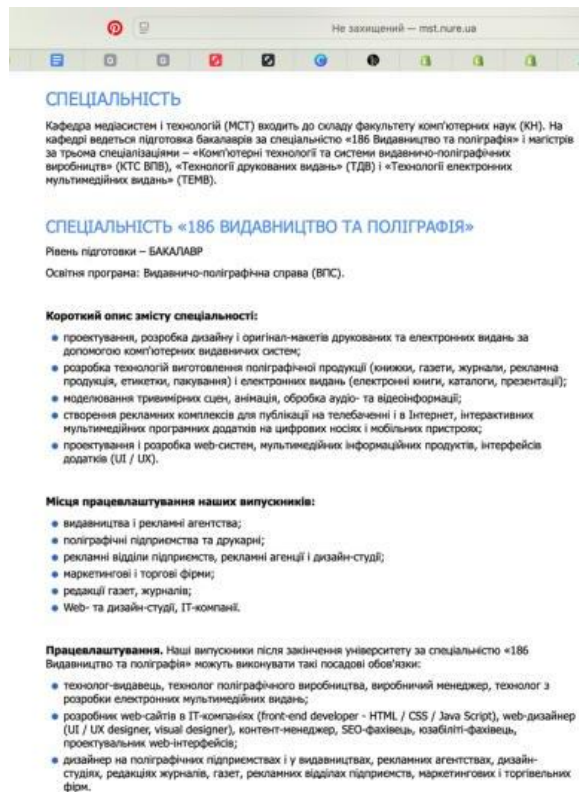 Не захищений — mst.nure.ua
СПЕЦІАЛЬНІСТЬ
Кафедра медіасистем і технологій (МСТ) входить до складу факультету комп'ютерних наук (КН). На
кафедрі ведеться підготовка бакалаврів за спеціальністю «186 Видавництво та поліграфія» і магістрів
за трьома спеціалізаціями – «Комп'ютерні технології та системи видавничо-поліграфічних
виробництв» (КТС ВПВ), «Технології друкованих видань» (ТДВ) і «Технології електронних
мультимедійних видань» (ТЕМВ).
СПЕЦІАЛЬНІСТЬ «186 ВИДАВНИЦТВО ТА ПОЛІГРАФІЯ»
Рівень підготовки – БАКАЛАВР
Освітня програма: Видавничо-поліграфічна справа (ВПС).
Короткий опис змісту спеціальності:
проектування, розробка дизайну і оригінал-макетів друкованих та електронних видань за
допомогою комп'ютерних видавничих систем;
розробка технологій виготовлення поліграфічної продукції (книжки, газети, журнали, рекламна
продукція, етикетки, пакування) і електронних видань (електронні книги, каталоги, презентації);
моделювання тривимірних сцен, анімація, обробка аудіо- та відеоінформації;
створення рекламних комплексів для публікації на телебаченні і в Інтернет, інтерактивних
мультимедійних програмних додатків на цифрових носіях і мобільних пристроях;
проектування і розробка web-систем, мультимедійних інформаційних продуктів, інтерфейсів
додатків (UI / UX).
Місця працевлаштування наших випускників:
видавництва і рекламні агентства;
поліграфічні підприємства та друкарні;
рекламні відділи підприємств, рекламні агенції і дизайн-студії;
маркетингові і торгові фірми;
редакції газет, журналів;
Web- та дизайн-студії, ІТ-компанії.
Працевлаштування. Наші випускники після закінчення університету за спеціальністю «186
Видавництво та поліграфія» можуть виконувати такі посадові обов'язки:
технолог-видавець, технолог поліграфічного виробництва, виробничий менеджер, технолог з
розробки електронних мультимедійних видань;
розробник web-сайтів в ІТ-компаніях (front-end developer - HTML / CSS / Java Script), web-дизайнер
(UI / UX designer, visual designer), контент-менеджер, SEO-фахівець, юзабіліті-фахівець,
проектувальник web-інтерфейсів;
дизайнер на поліграфічних підприємствах і у видавництвах, рекламних агентствах, дизайн-
студіях, редакціях журналів, газет, рекламних відділах підприємств, маркетингових і торгівельних
фірм.